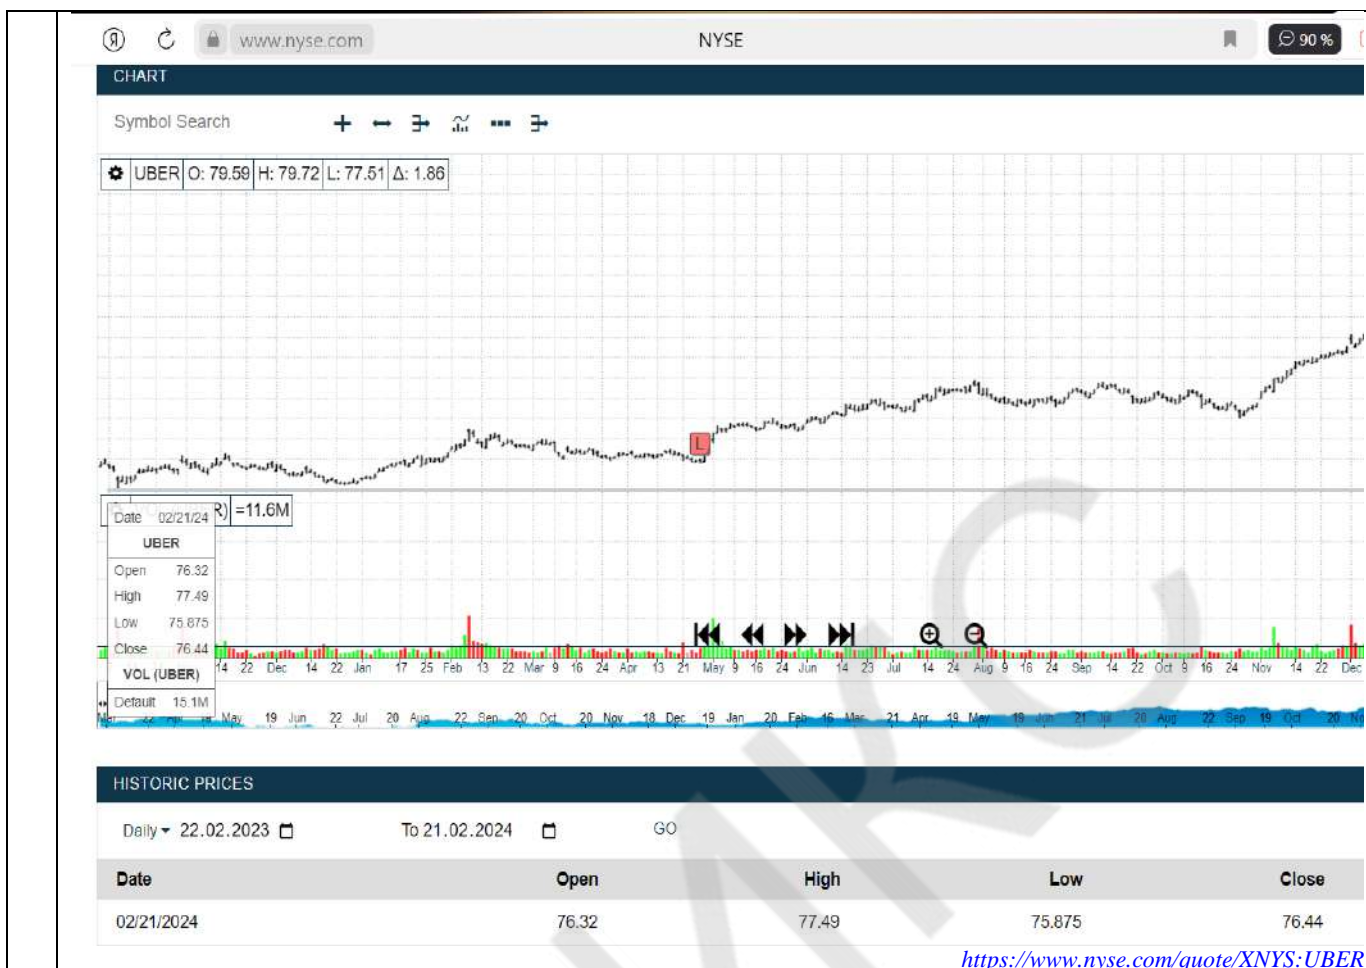 www.nyse.com NYSE 90 %
CHART
Symbol Search
UBER O: 79.59 H: 79.72 L: 77.51 Δ: 1.86
L
R) =11.6M
Date 02/21/24
UBER
Open 76.32
High 77.49
Low 75.875
Close 76.44
VOL (UBER)
Default 15.1M
14 22 Dec 14 22 Jan 17 25 Feb 13 22 Mar 9 16 24 Apr 13 21 May 9 16 24 Jun 14 23 Jul 14 24 Aug 9 16 24 Sep 14 22 Oct 9 16 24 Nov 14 22 Dec
May 19 Jun 22 Jul 20 Aug 22 Sep 20 Oct 20 Nov 18 Dec 19 Jan 20 Feb 16 Mar 21 Apr 19 May 19 Jun 21 Jul 20 Aug 22 Sep 19 Oct 20
HISTORIC PRICES
Daily 22.02.2023 To 21.02.2024 GO
Date Open High Low Close
02/21/2024 76.32 77.49 75.875 76.44
https://www.nyse.com/quote/XNYS:UBER